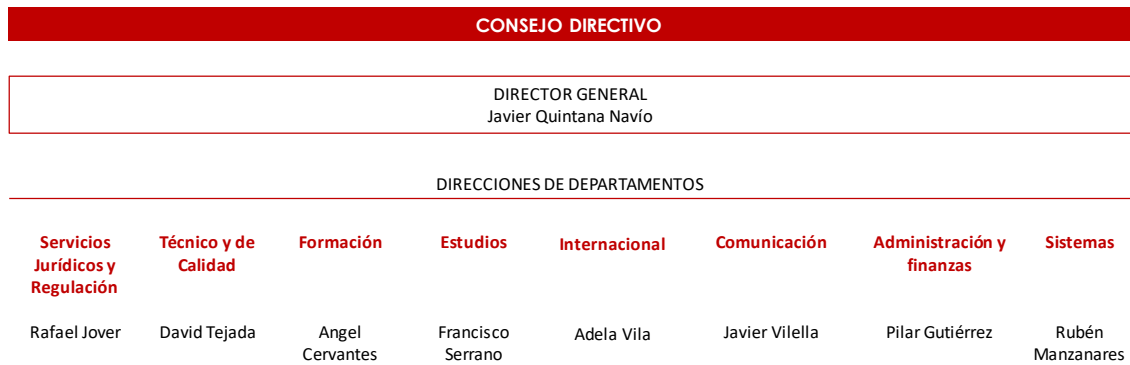 CONSEJO DIRECTIVO
DIRECTOR GENERAL
Javier Quintana Navío
DIRECCIONES DE DEPARTAMENTOS
Servicios
Jurídicos y
Regulación
Rafael Jover
Técnico y de
Calidad
David Tejada
Formación
Angel
Cervantes
Estudios
Francisco
Serrano
Internacional
Adela Vila
Comunicación
Javier Vilella
Administración y
finanzas
Pilar Gutiérrez
Sistemas
Rubén
Manzanares